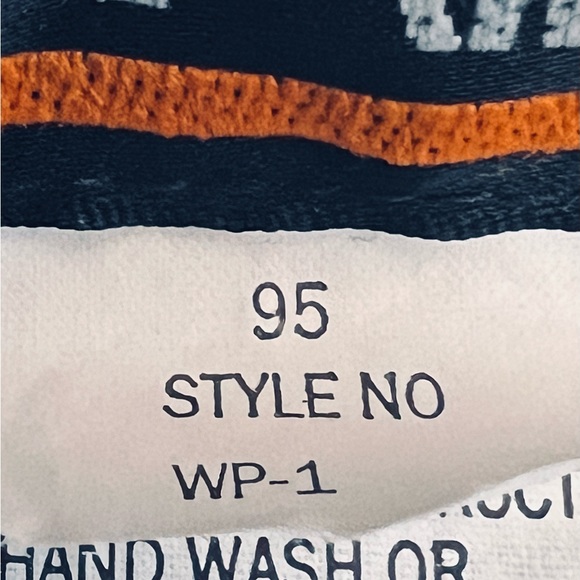 95
STYLE NO
WP-1
HAND WASH OR